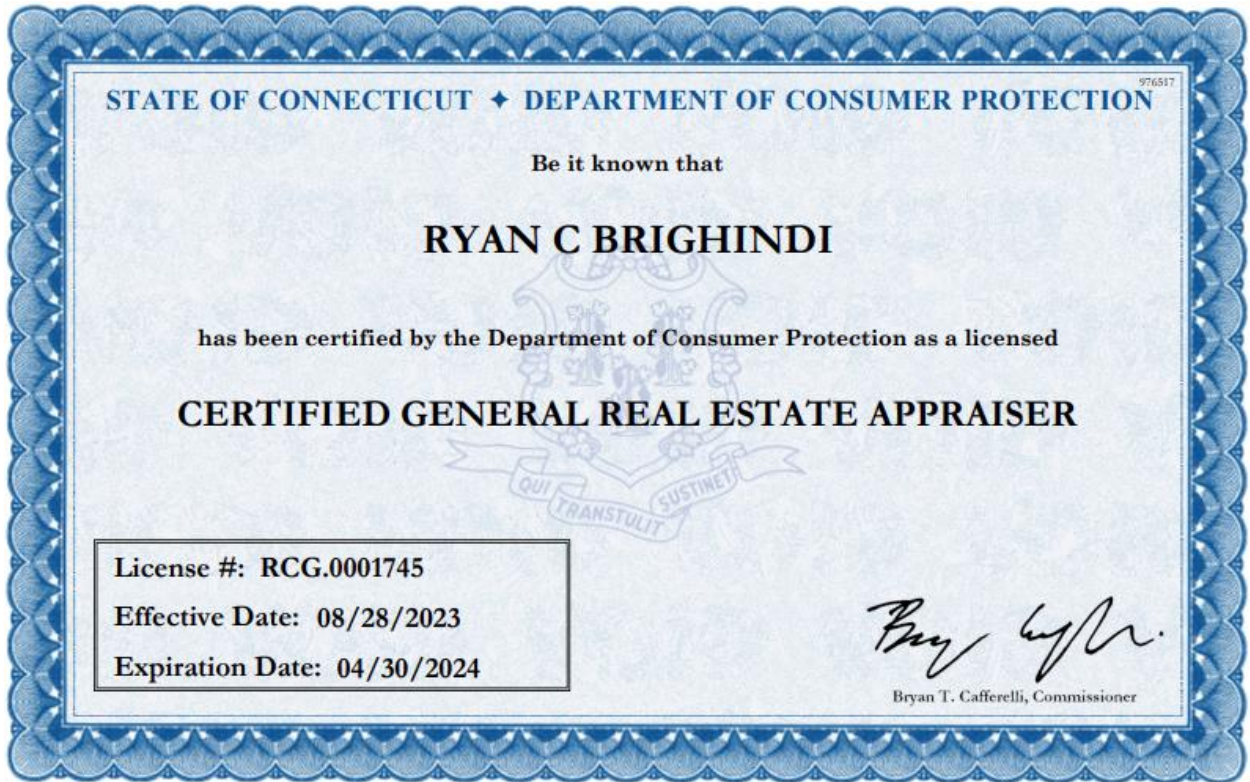 976517
STATE OF CONNECTICUT ✦ DEPARTMENT OF CONSUMER PROTECTION
Be it known that
RYAN C BRIGHINDI
has been certified by the Department of Consumer Protection as a licensed
CERTIFIED GENERAL REAL ESTATE APPRAISER
QUI TRANSTULIT SUSTINET
License #: RCG.0001745
Effective Date: 08/28/2023
Expiration Date: 04/30/2024
Bryan T. Cafferelli, Commissioner